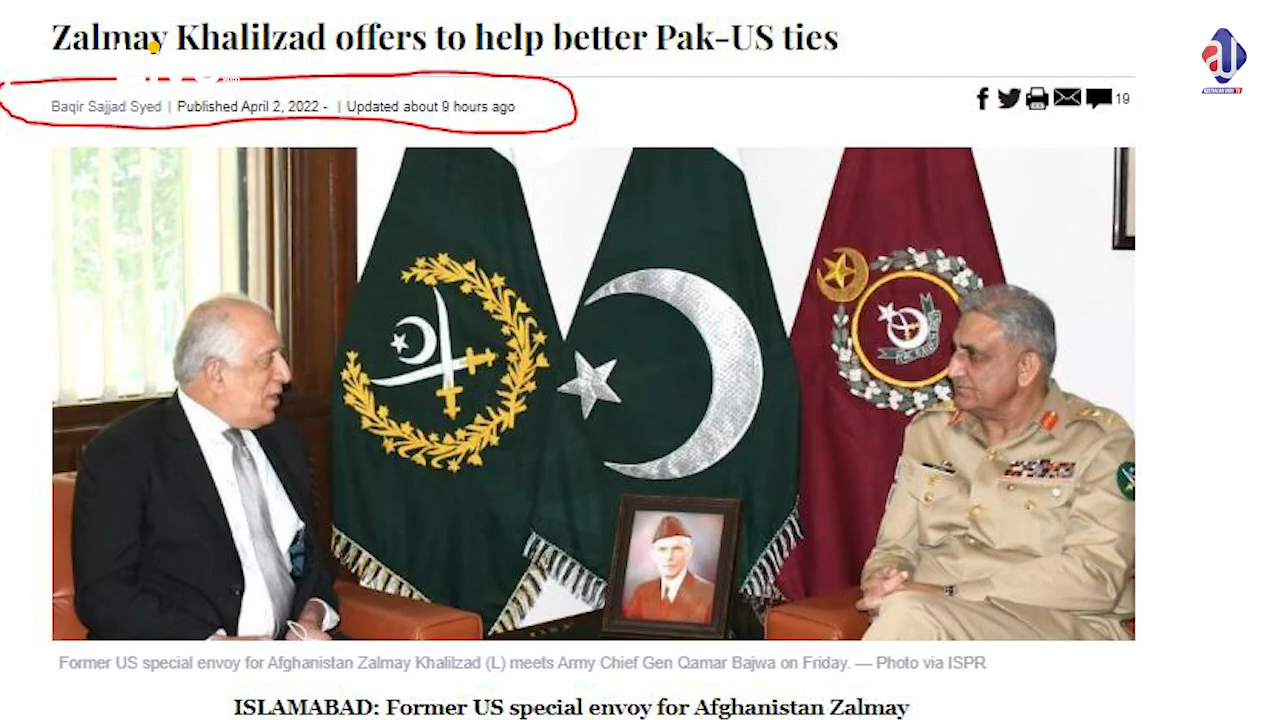 Zalmay Khalilzad offers to help better Pak-US ties
Baqir Sajjad Syed | Published April 2, 2022 - | Updated about 9 hours ago
19
Former US special envoy for Afghanistan Zalmay Khalilzad (L) meets Army Chief Gen Qamar Bajwa on Friday. — Photo via ISPR
ISLAMABAD: Former US special envoy for Afghanistan Zalmay